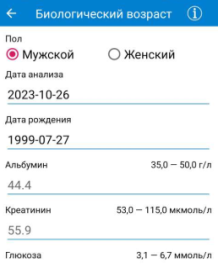 Биологический возраст
Пол
Мужской Женский
Дата анализа
2023-10-26
Дата рождения
1999-07-27
Альбумин 35,0 — 50,0 г/л
44.4
Креатинин 53,0 — 115,0 мкмоль/л
55.9
Глюкоза 3,1 — 6,7 ммоль/л